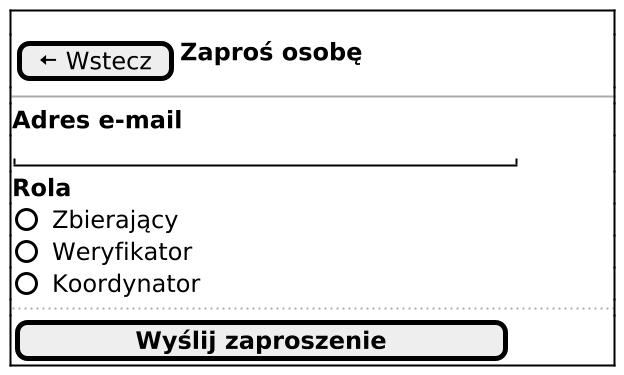 ← Wstecz Zaproś osobę
Adres e-mail
Rola
Zbierający
Weryfikator
Koordynator
Wyślij zaproszenie